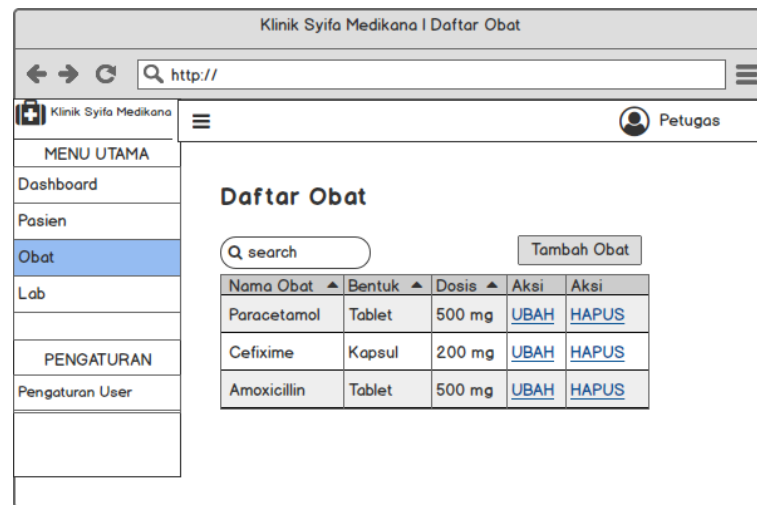 Klinik Syifa Medikana | Daftar Obat
http://
Klinik Syifa Medikana
Petugas
MENU UTAMA
Dashboard
Pasien
Obat
Lab
PENGATURAN
Pengaturan User
Daftar Obat
search
Tambah Obat
Nama Obat Bentuk Dosis Aksi Aksi
Paracetamol Tablet 500 mg UBAH HAPUS
Cefixime Kapsul 200 mg UBAH HAPUS
Amoxicillin Tablet 500 mg UBAH HAPUS